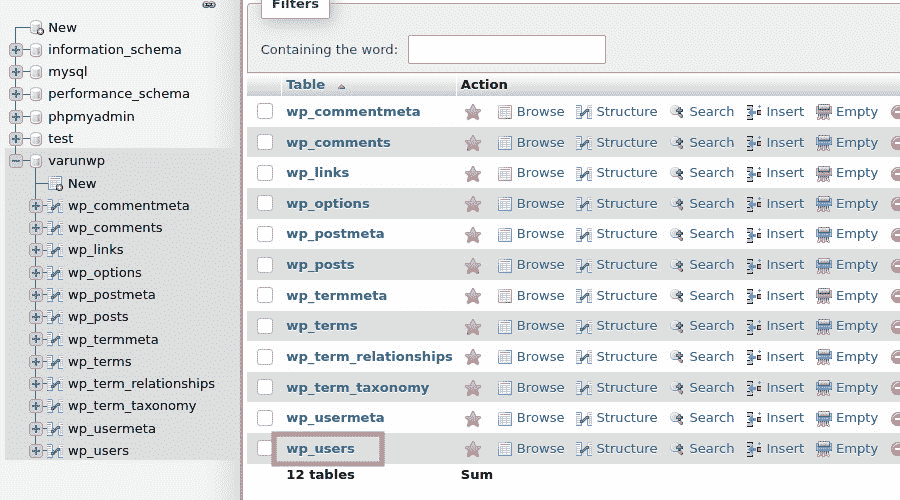 New
information_schema
mysql
performance_schema
phpmyadmin
test
varunwp
New
wp_commentmeta
wp_comments
wp_links
wp_options
wp_postmeta
wp_posts
wp_termmeta
wp_terms
wp_term_relationships
wp_term_taxonomy
wp_usermeta
wp_users
Filters
Containing the word:
Table Action
wp_commentmeta Browse Structure Search Insert Empty
wp_comments Browse Structure Search Insert Empty
wp_links Browse Structure Search Insert Empty
wp_options Browse Structure Search Insert Empty
wp_postmeta Browse Structure Search Insert Empty
wp_posts Browse Structure Search Insert Empty
wp_termmeta Browse Structure Search Insert Empty
wp_terms Browse Structure Search Insert Empty
wp_term_relationships Browse Structure Search Insert Empty
wp_term_taxonomy Browse Structure Search Insert Empty
wp_usermeta Browse Structure Search Insert Empty
wp_users Browse Structure Search Insert Empty
12 tables Sum